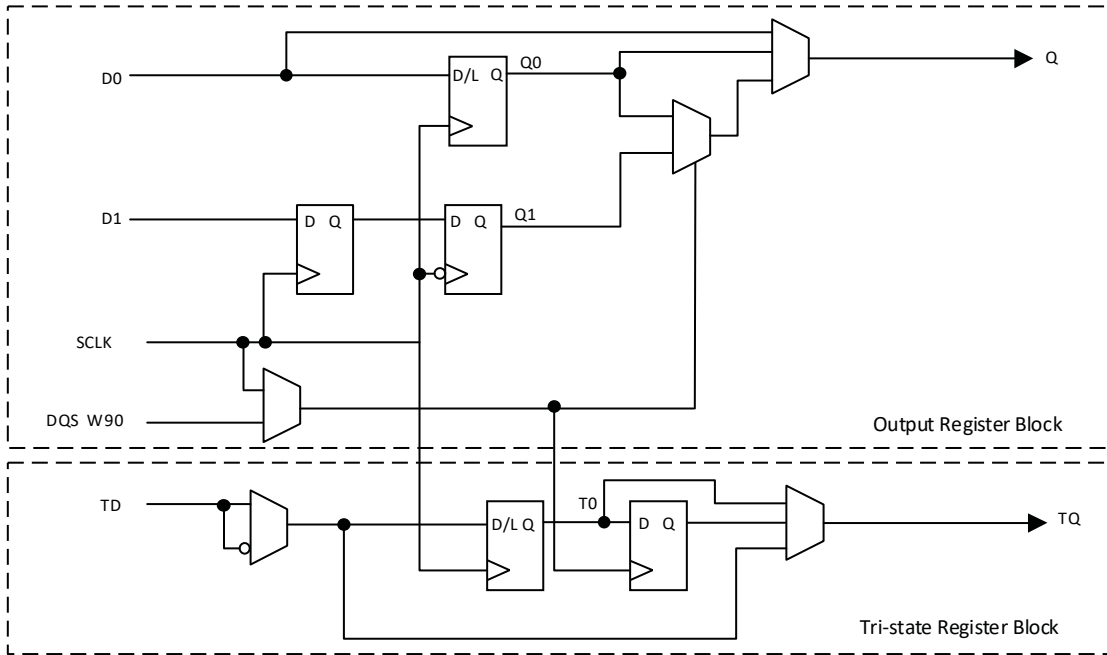 D0
D/L Q
Q0
Q
D1
D Q
D Q
Q1
SCLK
DQS W90
Output Register Block
TD
D/L Q
T0
D Q
TQ
Tri-state Register Block